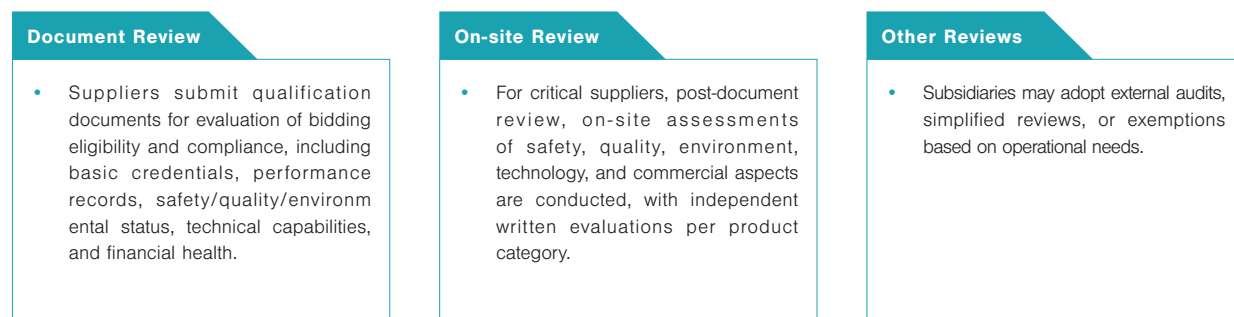 Document Review
• Suppliers submit qualification
documents for evaluation of bidding
eligibility and compliance, including
basic credentials, performance
records, safety/quality/environm
ental status, technical capabilities,
and financial health.
On-site Review
• For critical suppliers, post-document
review, on-site assessments
of safety, quality, environment,
technology, and commercial aspects
are conducted, with independent
written evaluations per product
category.
Other Reviews
• Subsidiaries may adopt external audits,
simplified reviews, or exemptions
based on operational needs.